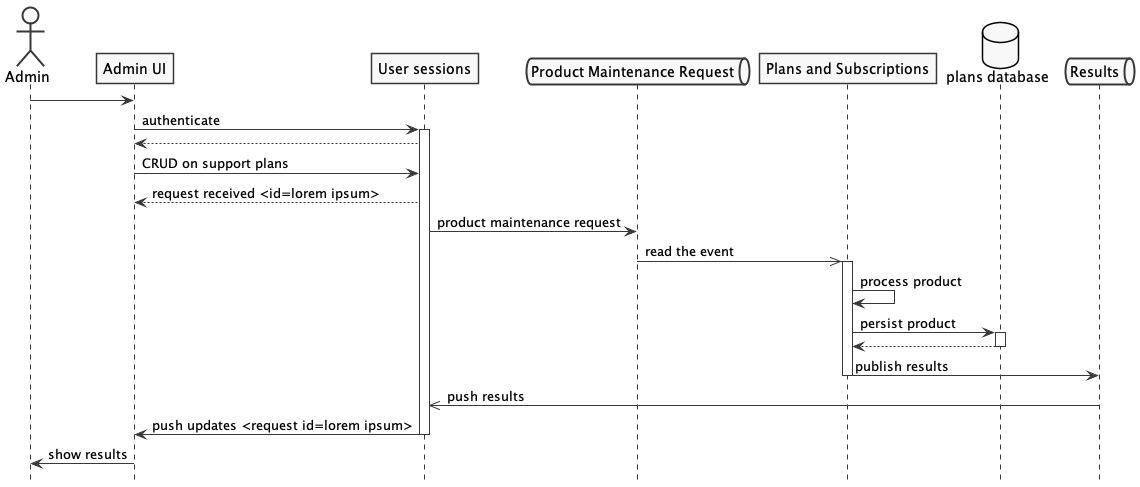 Admin
Admin UI
User sessions
Product Maintenance Request
Plans and Subscriptions
plans database
Results
authenticate
CRUD on support plans
request received <id=lorem ipsum>
product maintenance request
read the event
process product
persist product
publish results
push results
push updates <request id=lorem ipsum>
show results